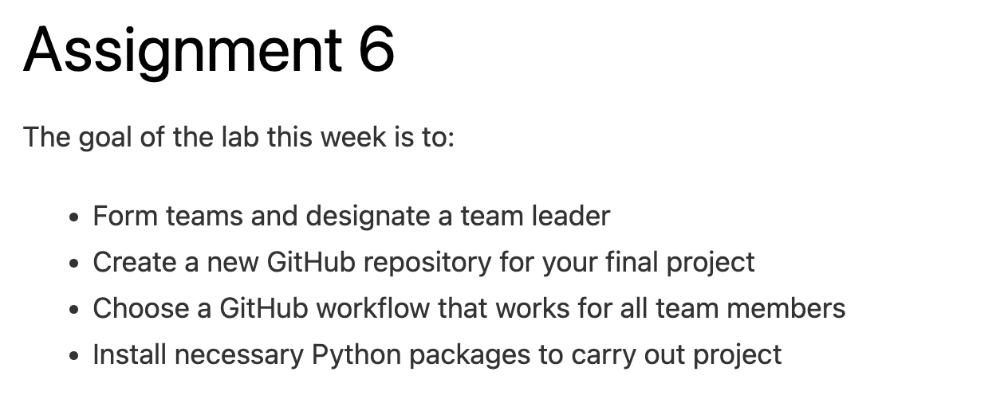 Assignment 6
The goal of the lab this week is to:
• Form teams and designate a team leader
• Create a new GitHub repository for your final project
• Choose a GitHub workflow that works for all team members
• Install necessary Python packages to carry out project